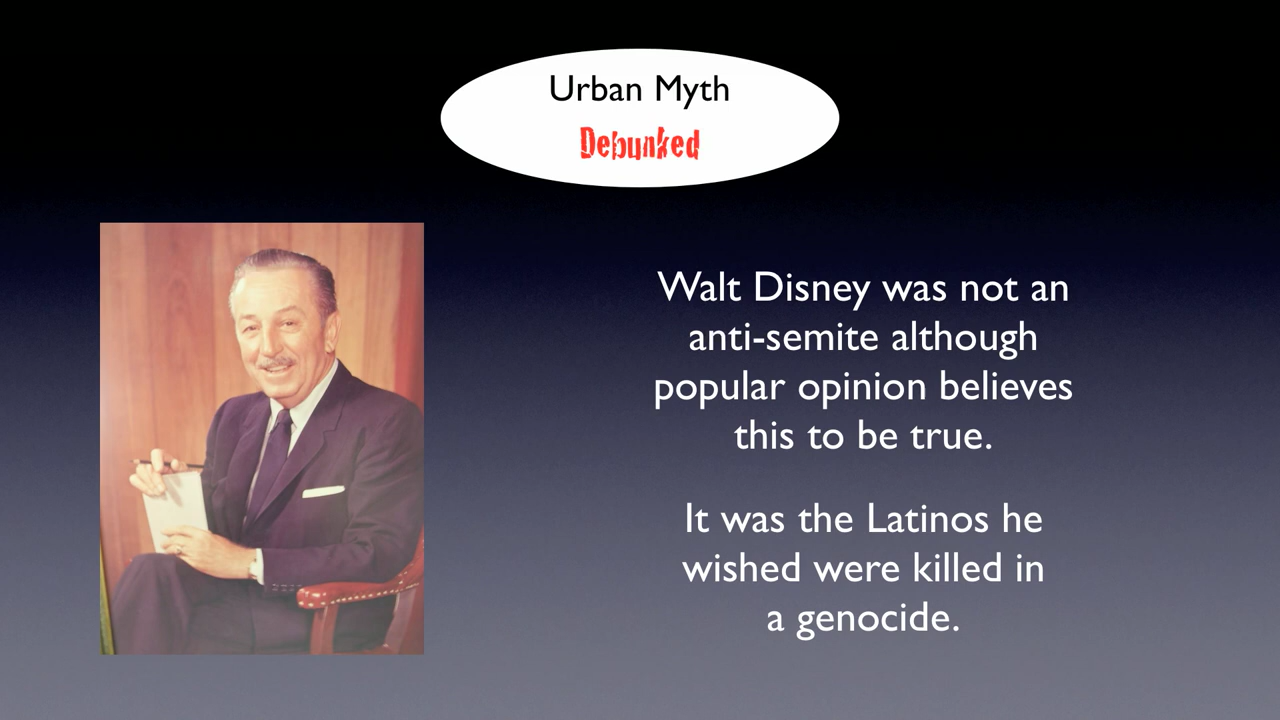 Urban Myth
Debunked
Walt Disney was not an
anti-semite although
popular opinion believes
this to be true.
It was the Latinos he
wished were killed in
a genocide.